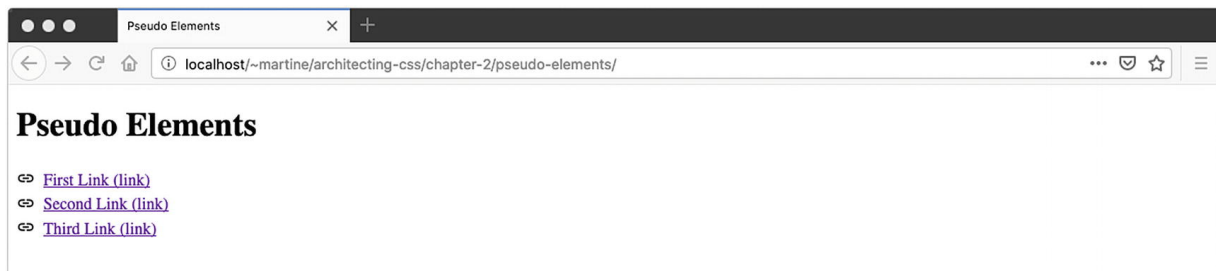 Pseudo Elements
localhost/~martine/architecting-css/chapter-2/pseudo-elements/
Pseudo Elements
First Link (link)
Second Link (link)
Third Link (link)